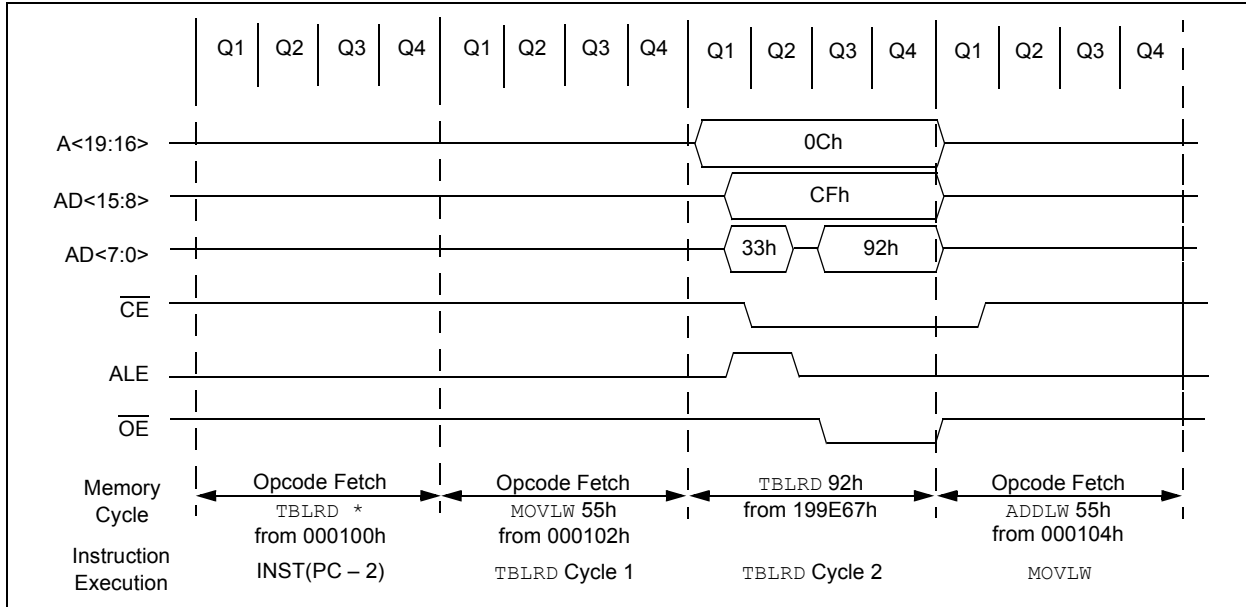 Q1 Q2 Q3 Q4 Q1 Q2 Q3 Q4 Q1 Q2 Q3 Q4 Q1 Q2 Q3 Q4
A<19:16> 0Ch
AD<15:8> CFh
AD<7:0> 33h 92h
CE
ALE
OE
Memory Cycle
Opcode Fetch
TBLRD *
from 000100h
Opcode Fetch
MOVLW 55h
from 000102h
TBLRD 92h
from 199E67h
Opcode Fetch
ADDLW 55h
from 000104h
Instruction Execution
INST(PC – 2)
TBLRD Cycle 1
TBLRD Cycle 2
MOVLW